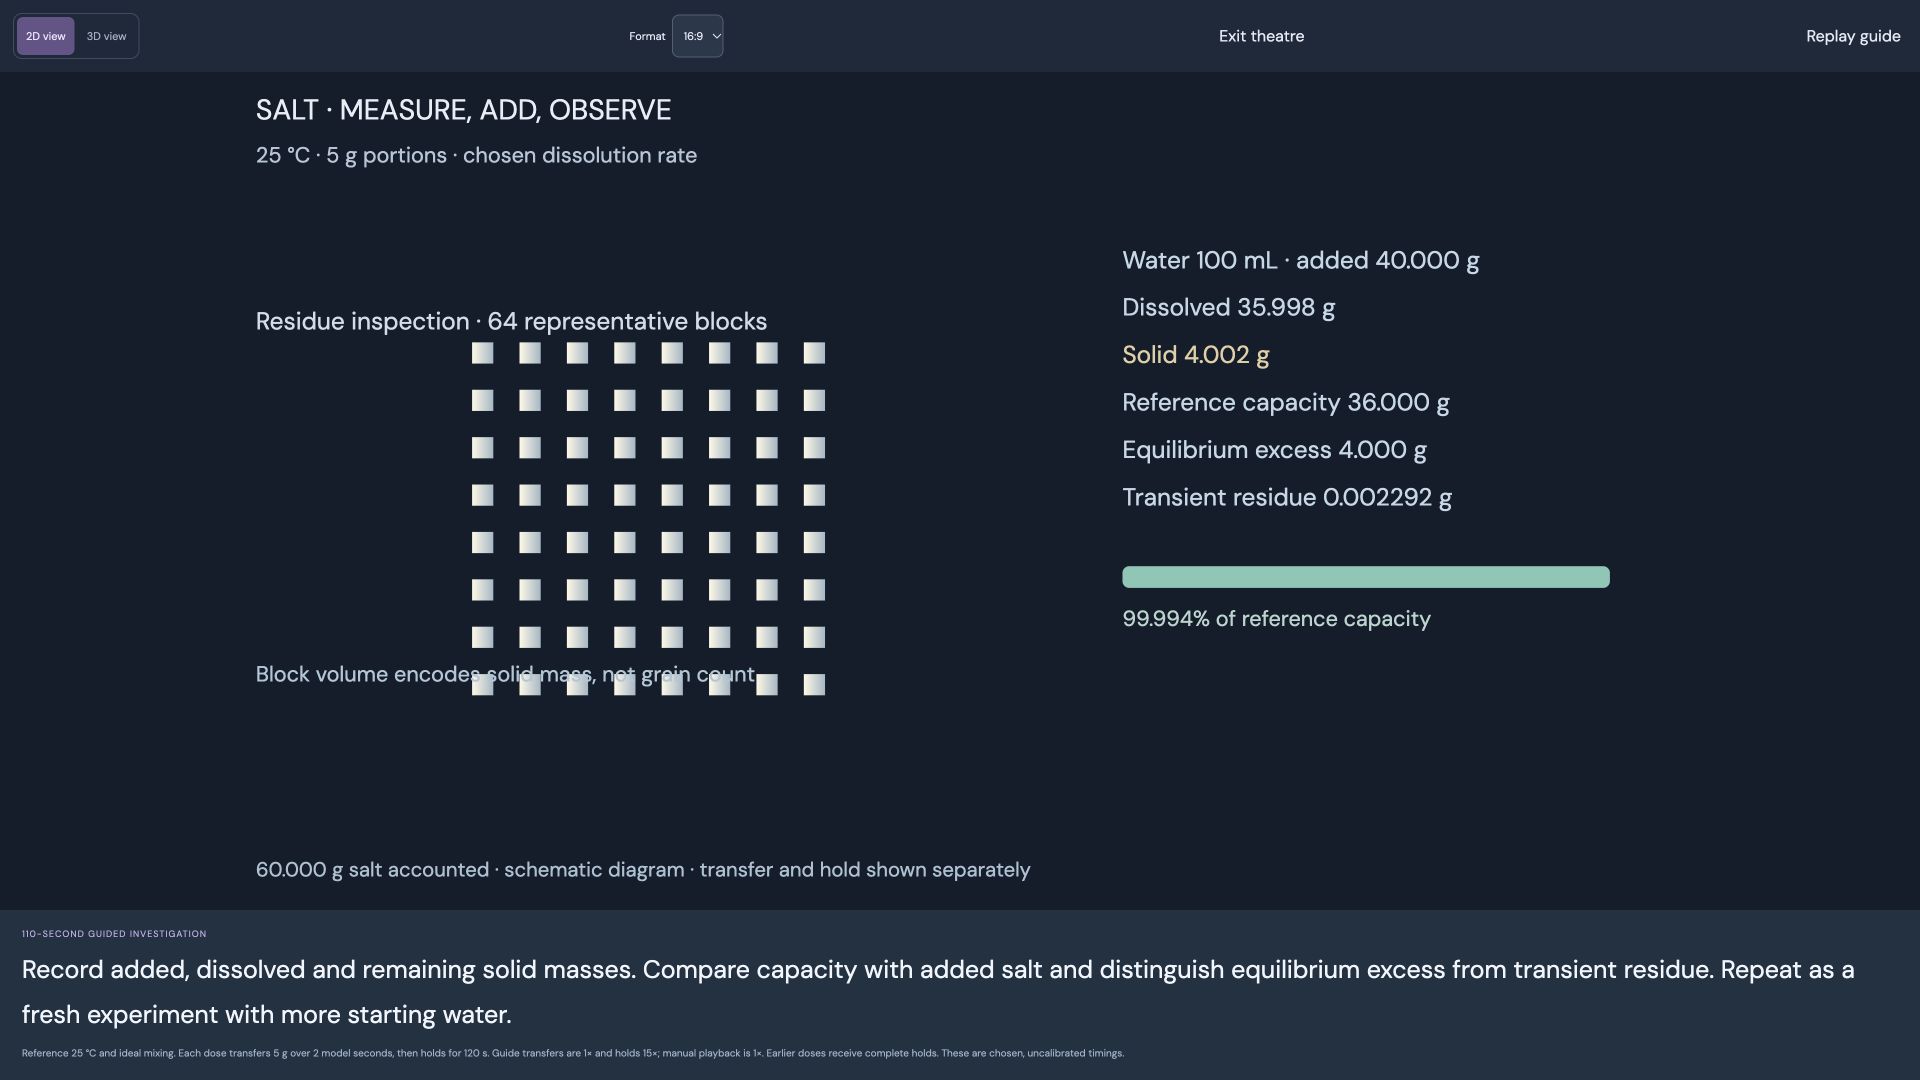 2D view
3D view
Format
16:9
Exit theatre
Replay guide
SALT · MEASURE, ADD, OBSERVE
25 °C · 5 g portions · chosen dissolution rate
Residue inspection · 64 representative blocks
Block volume encodes solid mass, not grain count
Water 100 mL · added 40.000 g
Dissolved 35.998 g
Solid 4.002 g
Reference capacity 36.000 g
Equilibrium excess 4.000 g
Transient residue 0.002292 g
99.994% of reference capacity
60.000 g salt accounted · schematic diagram · transfer and hold shown separately
110-SECOND GUIDED INVESTIGATION
Record added, dissolved and remaining solid masses. Compare capacity with added salt and distinguish equilibrium excess from transient residue. Repeat as a
fresh experiment with more starting water.
Reference 25 °C and ideal mixing. Each dose transfers 5 g over 2 model seconds, then holds for 120 s. Guide transfers are 1× and holds 15×; manual playback is 1×. Earlier doses receive complete holds. These are chosen, uncalibrated timings.